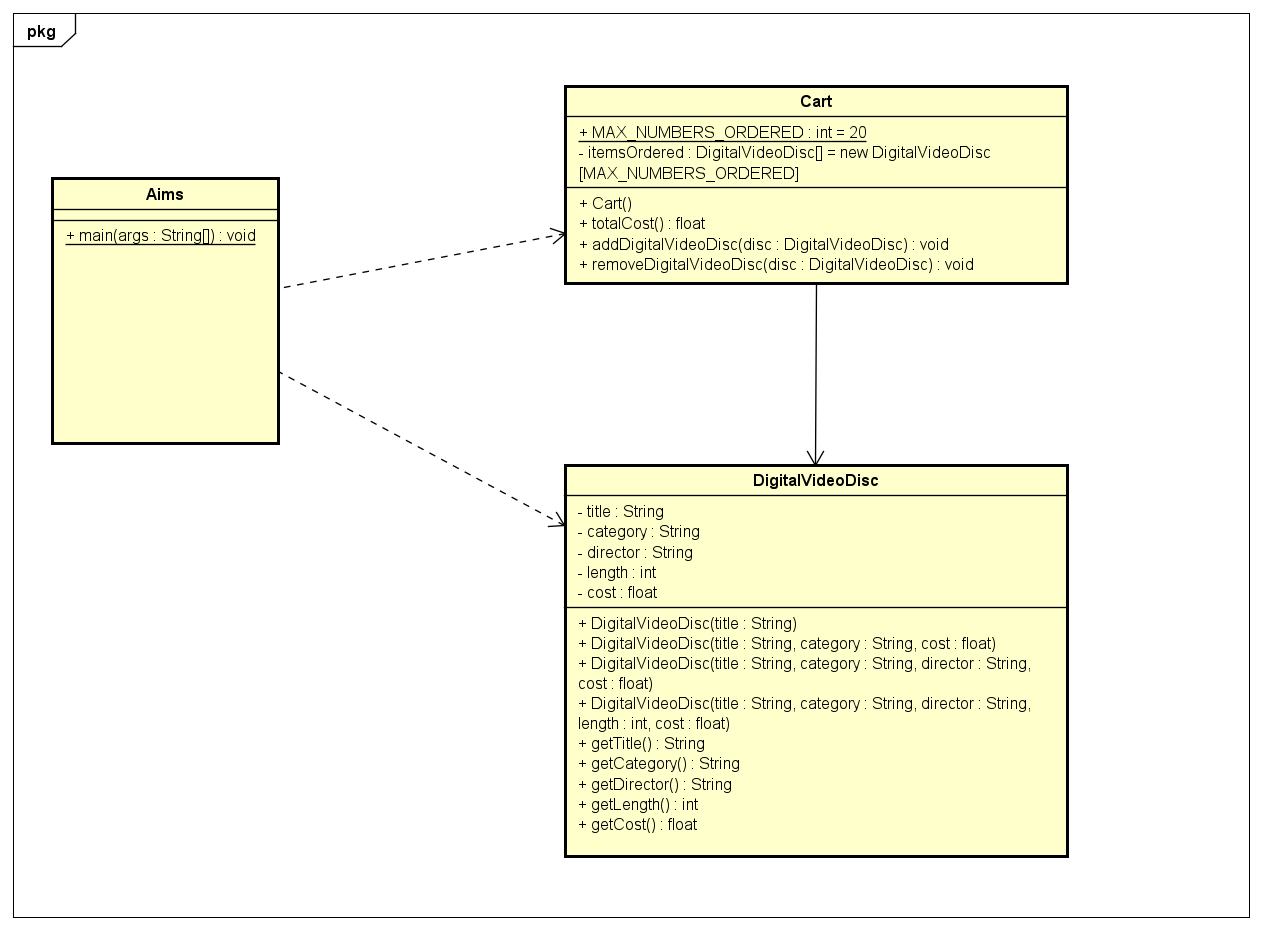 pkg
Cart
+ MAX_NUMBERS_ORDERED : int = 20
- itemsOrdered : DigitalVideoDisc[] = new DigitalVideoDisc
[MAX_NUMBERS_ORDERED]
+ Cart()
+ totalCost() : float
+ addDigitalVideoDisc(disc : DigitalVideoDisc) : void
+ removeDigitalVideoDisc(disc : DigitalVideoDisc) : void
Aims
+ main(args : String[]) : void
DigitalVideoDisc
- title : String
- category : String
- director : String
- length : int
- cost : float
+ DigitalVideoDisc(title : String)
+ DigitalVideoDisc(title : String, category : String, cost : float)
+ DigitalVideoDisc(title : String, category : String, director : String,
cost : float)
+ DigitalVideoDisc(title : String, category : String, director : String,
length : int, cost : float)
+ getTitle() : String
+ getCategory() : String
+ getDirector() : String
+ getLength() : int
+ getCost() : float